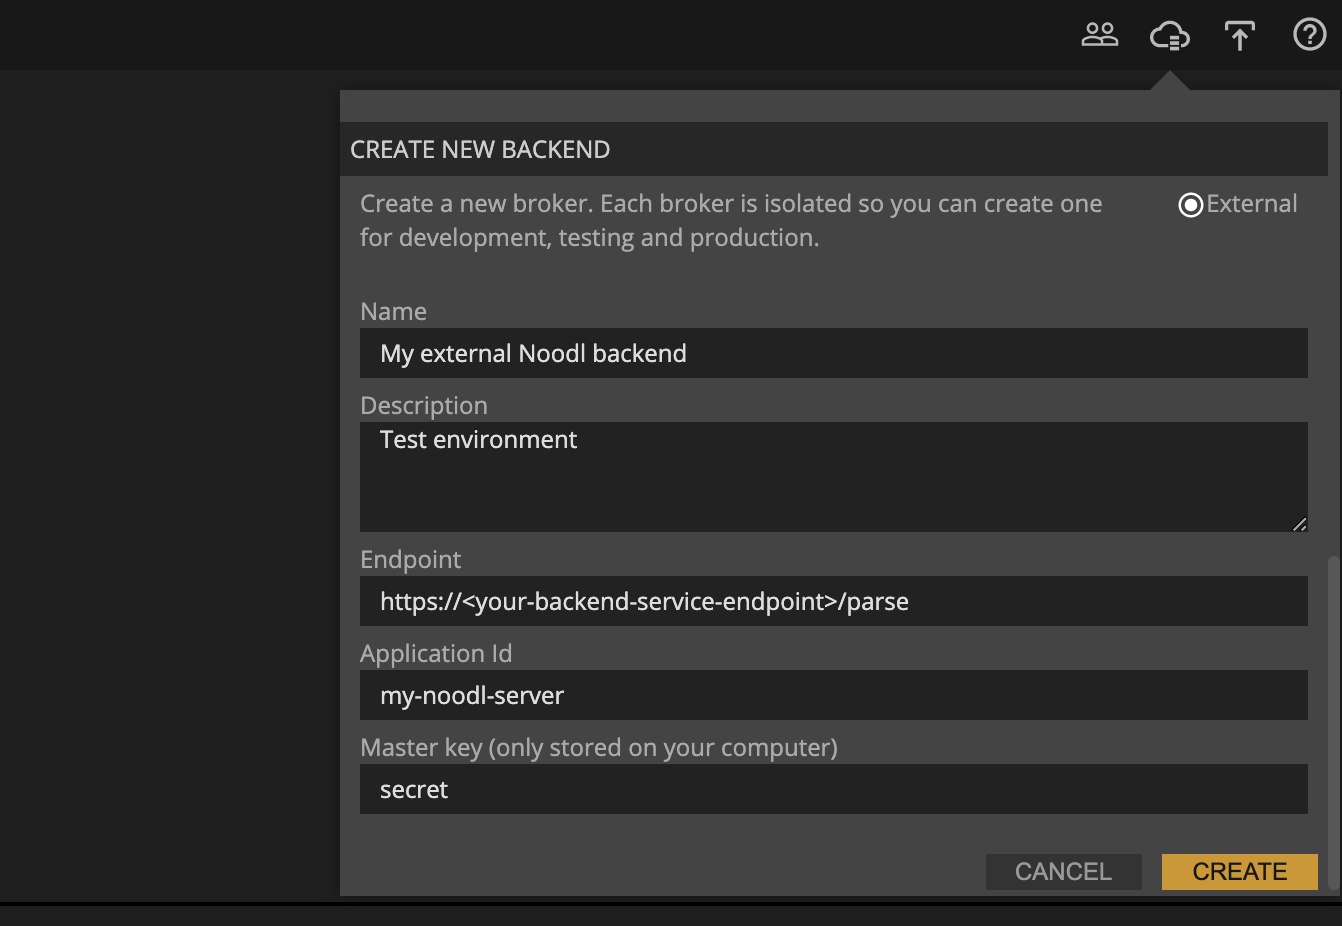 CREATE NEW BACKEND
Create a new broker. Each broker is isolated so you can create one
for development, testing and production.
External
Name
My external Noodl backend
Description
Test environment
Endpoint
https://<your-backend-service-endpoint>/parse
Application Id
my-noodl-server
Master key (only stored on your computer)
secret
CANCEL
CREATE